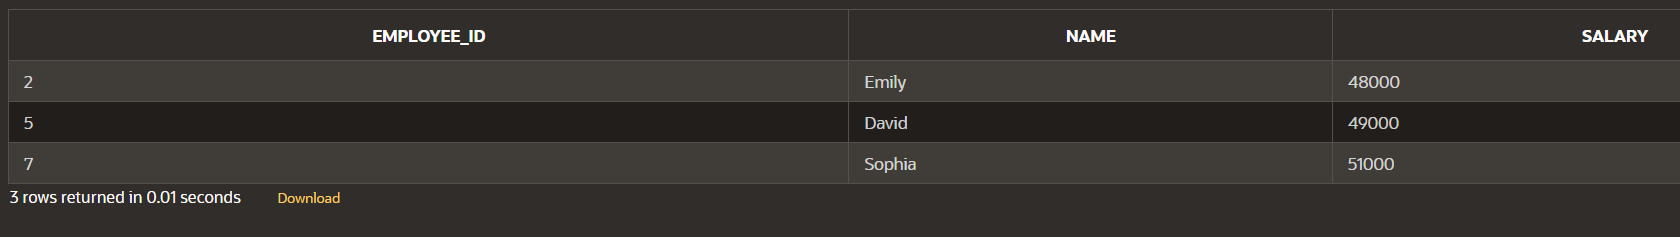 EMPLOYEE_ID NAME SALARY
2 Emily 48000
5 David 49000
7 Sophia 51000
3 rows returned in 0.01 seconds Download